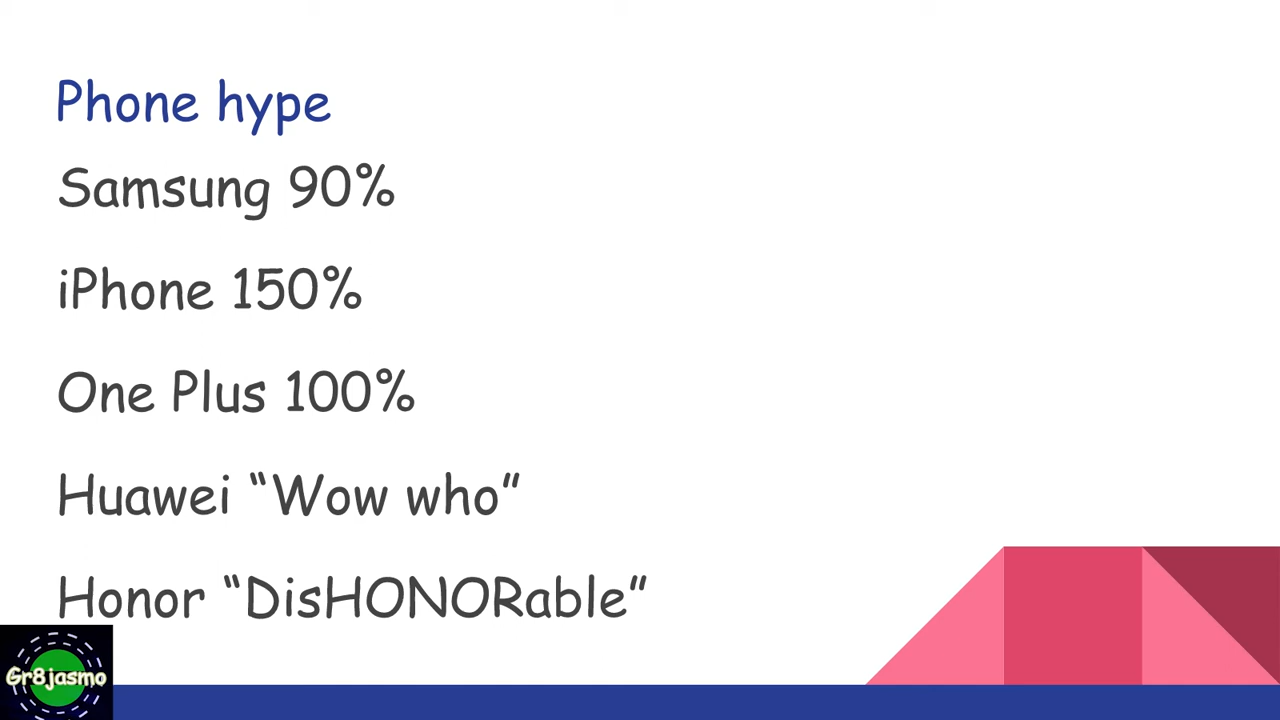 Phone hype
Samsung 90%
iPhone 150%
One Plus 100%
Huawei “Wow who”
Honor “DisHONORable”
Gr8jasmo